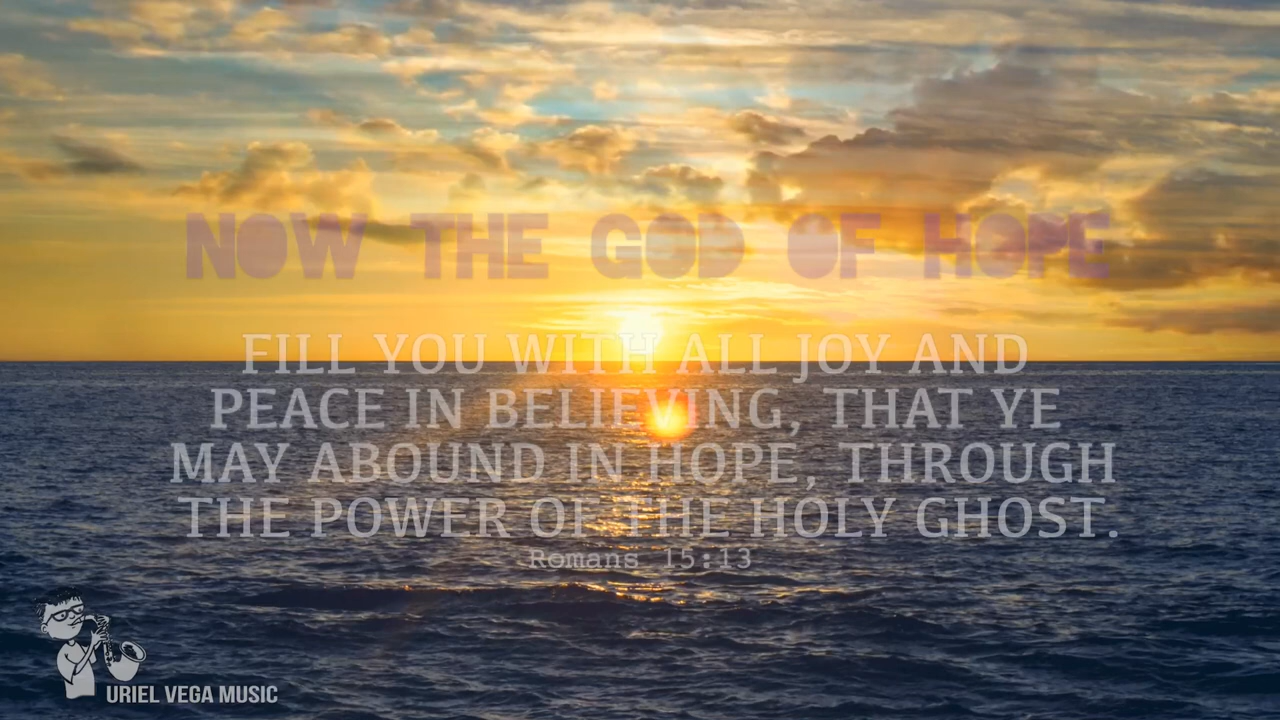 NOW THE GOD OF HOPE
FILL YOU WITH ALL JOY AND
PEACE IN BELIEVING, THAT YE
MAY ABOUND IN HOPE, THROUGH
THE POWER OF THE HOLY GHOST.
Romans 15:13
URIEL VEGA MUSIC